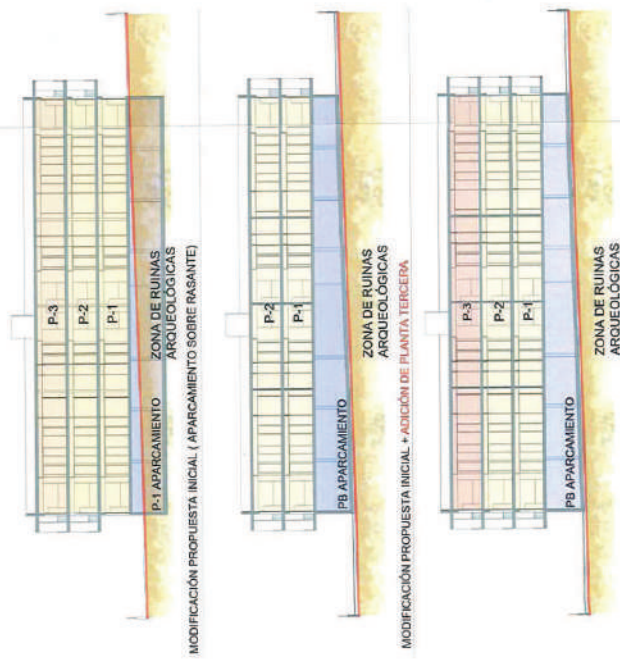 P-3
P-2
P-1
P-1 APARCAMIENTO
ZONA DE RUINAS
ARQUEOLÓGICAS
MODIFICACIÓN PROPUESTA INICIAL ( APARCAMIENTO SOBRE RASANTE)
P-2
P-1
PB APARCAMIENTO
ZONA DE RUINAS
ARQUEOLÓGICAS
MODIFICACIÓN PROPUESTA INICIAL + ADICIÓN DE PLANTA TERCERA
P-3
P-2
P-1
PB APARCAMIENTO
ZONA DE RUINAS
ARQUEOLÓGICAS